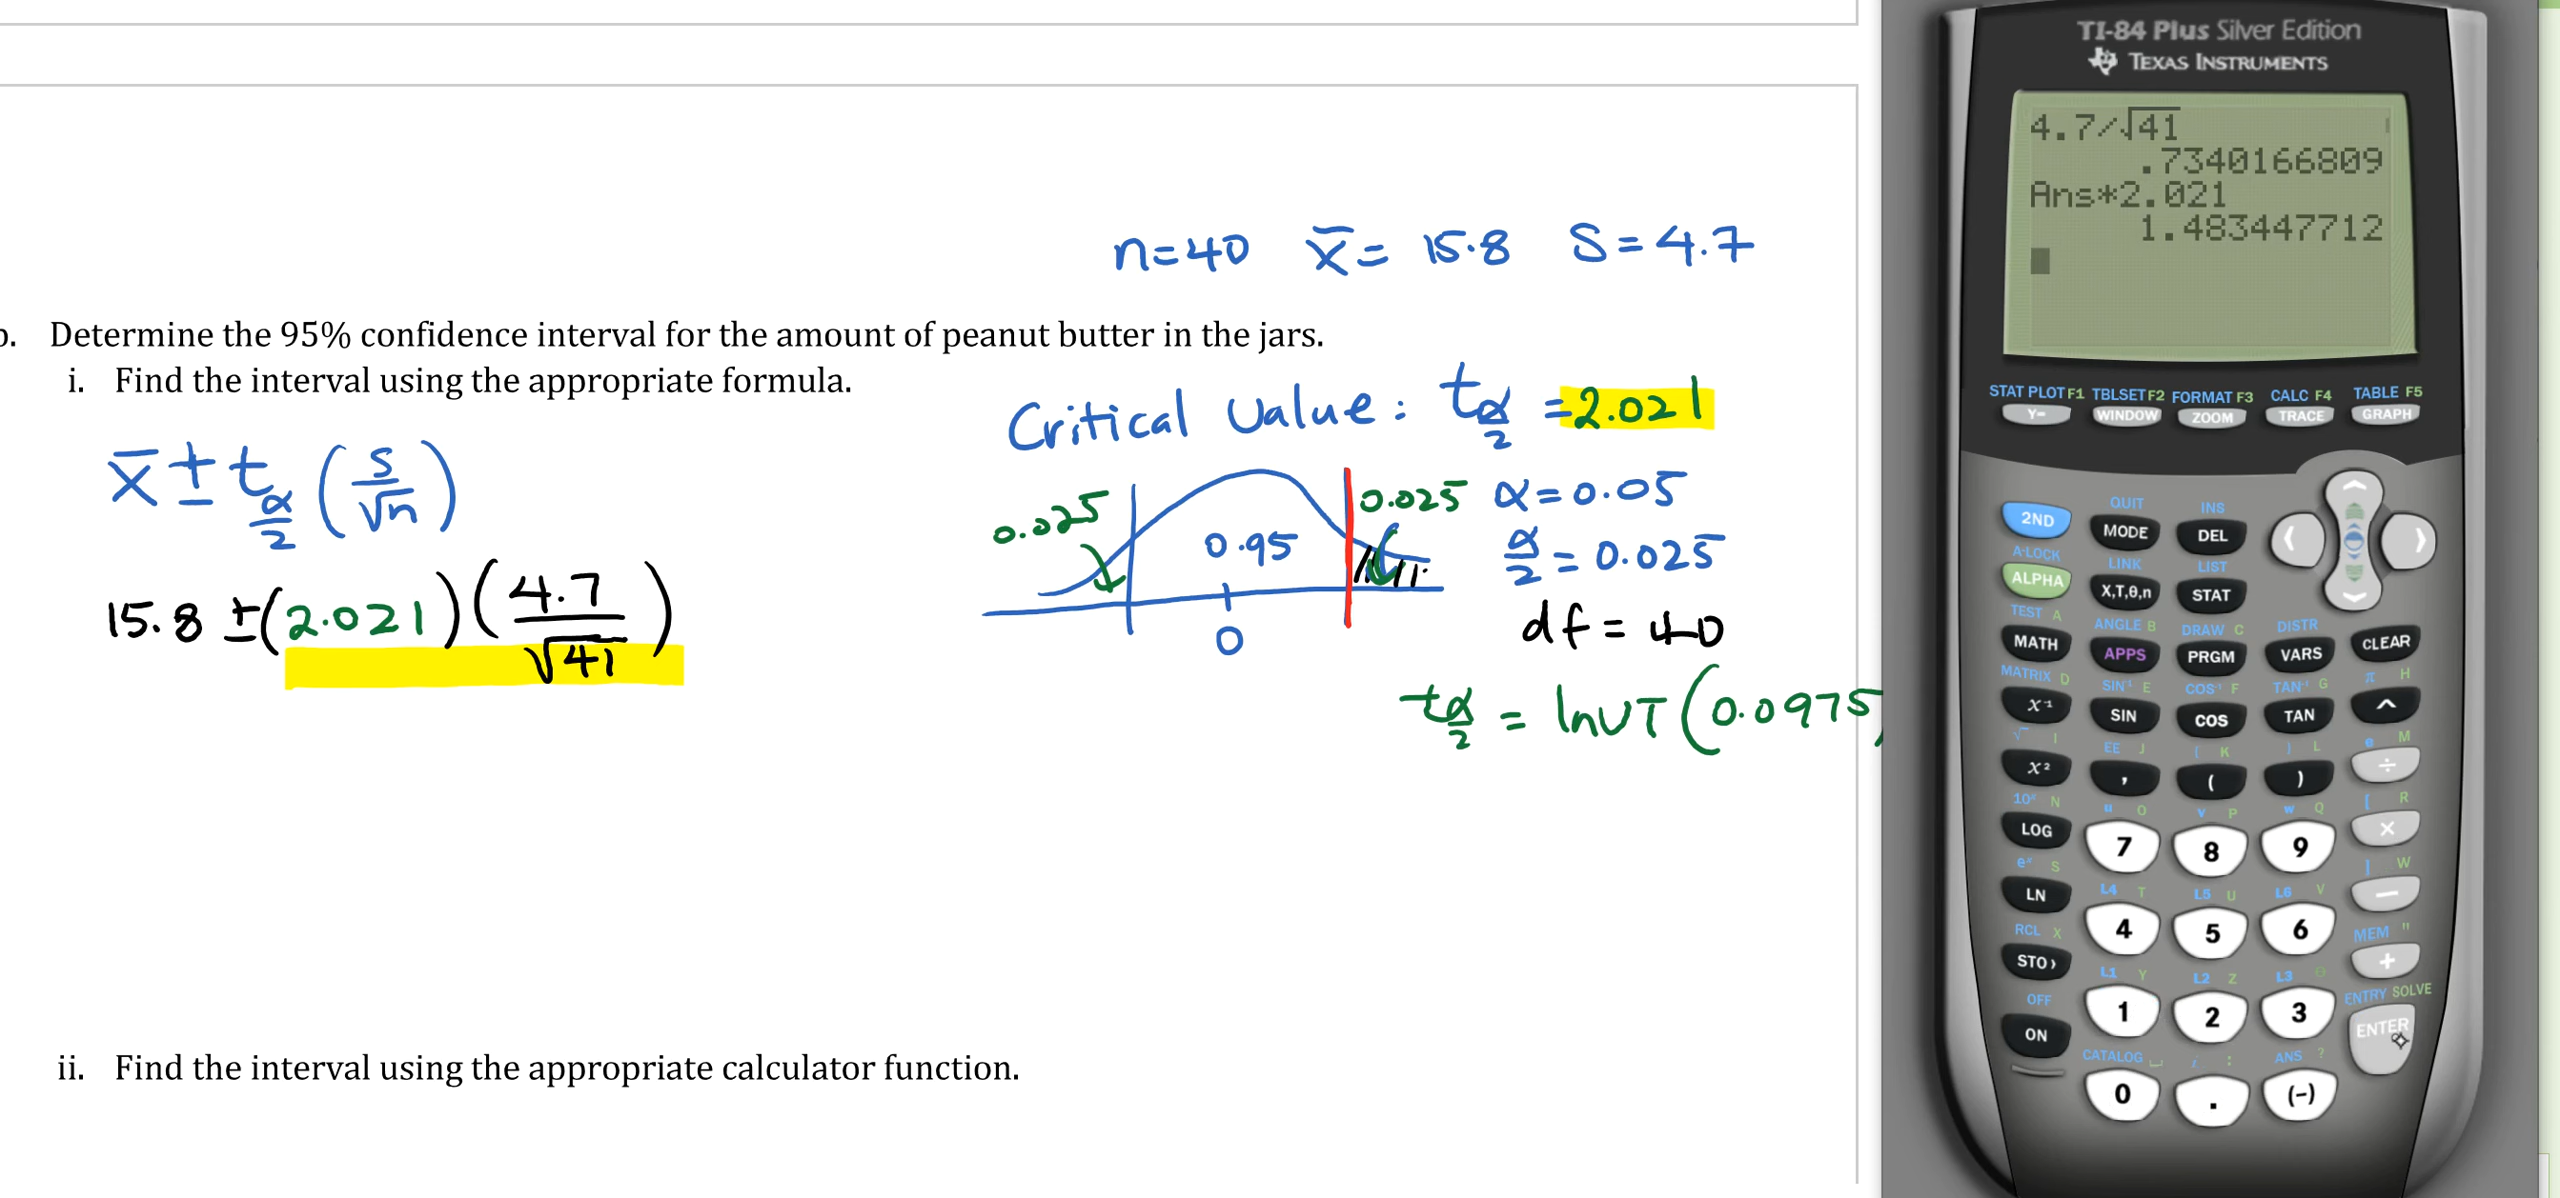 n=40 x̄= 15.8 S=4.7
b. Determine the 95% confidence interval for the amount of peanut butter in the jars.
i. Find the interval using the appropriate formula.
Critical Value: t α/2 = 2.021
x̄ ± t α/2 (s/√n)
0.025 0.95 0.025 α=0.05
α/2 = 0.025
15.8 ±(2.021)(4.7/√41)
0
df = 40
t α/2 = InvT(0.0975,
ii. Find the interval using the appropriate calculator function.
TI-84 Plus Silver Edition
TEXAS INSTRUMENTS
4.7/√41
.7340166809
Ans*2.021
1.483447712
STAT PLOT F1 TBLSET F2 FORMAT F3 CALC F4 TABLE F5
Y= WINDOW ZOOM TRACE GRAPH
QUIT INS
2ND MODE DEL
A-LOCK LINK LIST
ALPHA X,T,θ,n STAT
TEST A ANGLE B DRAW C DISTR
MATH APPS PRGM VARS CLEAR
MATRIX D SIN⁻¹ E COS⁻¹ F TAN⁻¹ G π H
x⁻¹ SIN COS TAN ^
√ I EE J { K } L e M
x² , ( ) ÷
10ˣ N u O v P w Q [ R
LOG 7 8 9 ×
eˣ S L4 T L5 U L6 V ] W
LN 4 5 6 −
RCL X L1 Y L2 Z L3 θ MEM "
STO› 1 2 3 +
OFF CATALOG i : ANS ? ENTRY SOLVE
ON 0 . (-) ENTER